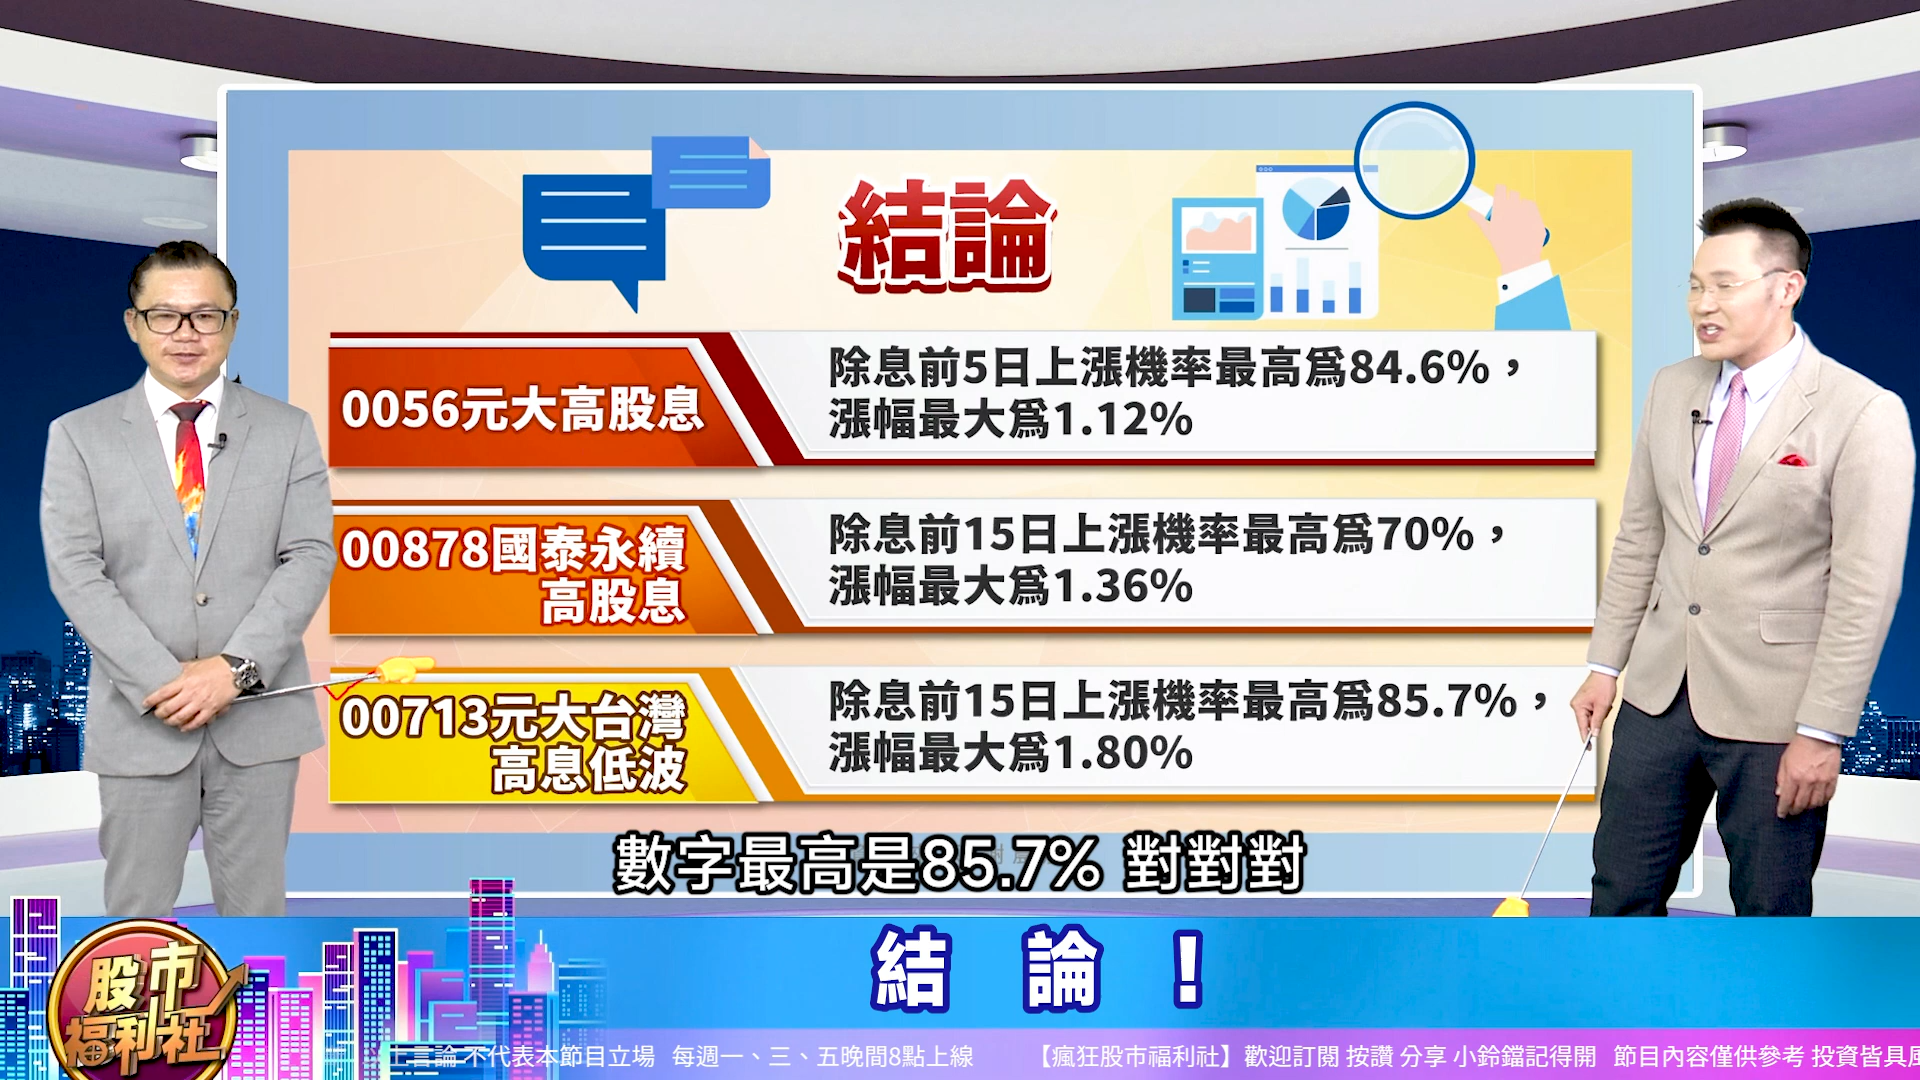 結論
0056元大高股息
除息前5日上漲機率最高爲84.6%，
漲幅最大爲1.12%
00878國泰永續
高股息
除息前15日上漲機率最高爲70%，
漲幅最大爲1.36%
00713元大台灣
高息低波
除息前15日上漲機率最高爲85.7%，
漲幅最大爲1.80%
數字最高是85.7% 對對對
結論！
股市
福利社
上言論 不代表本節目立場 每週一、三、五晚間8點上線 【瘋狂股市福利社】歡迎訂閱 按讚 分享 小鈴鐺記得開 節目內容僅供參考 投資皆具風